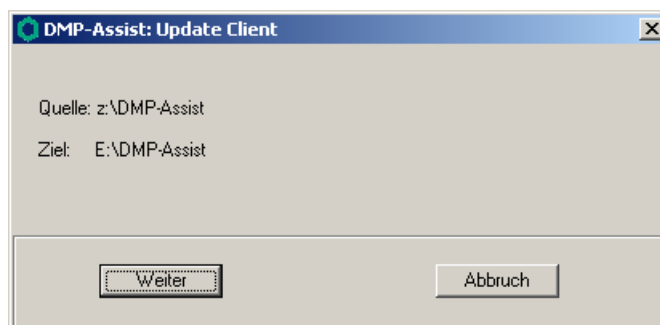 DMP-Assist: Update Client
Quelle: z:\DMP-Assist
Ziel: E:\DMP-Assist
Weiter Abbruch